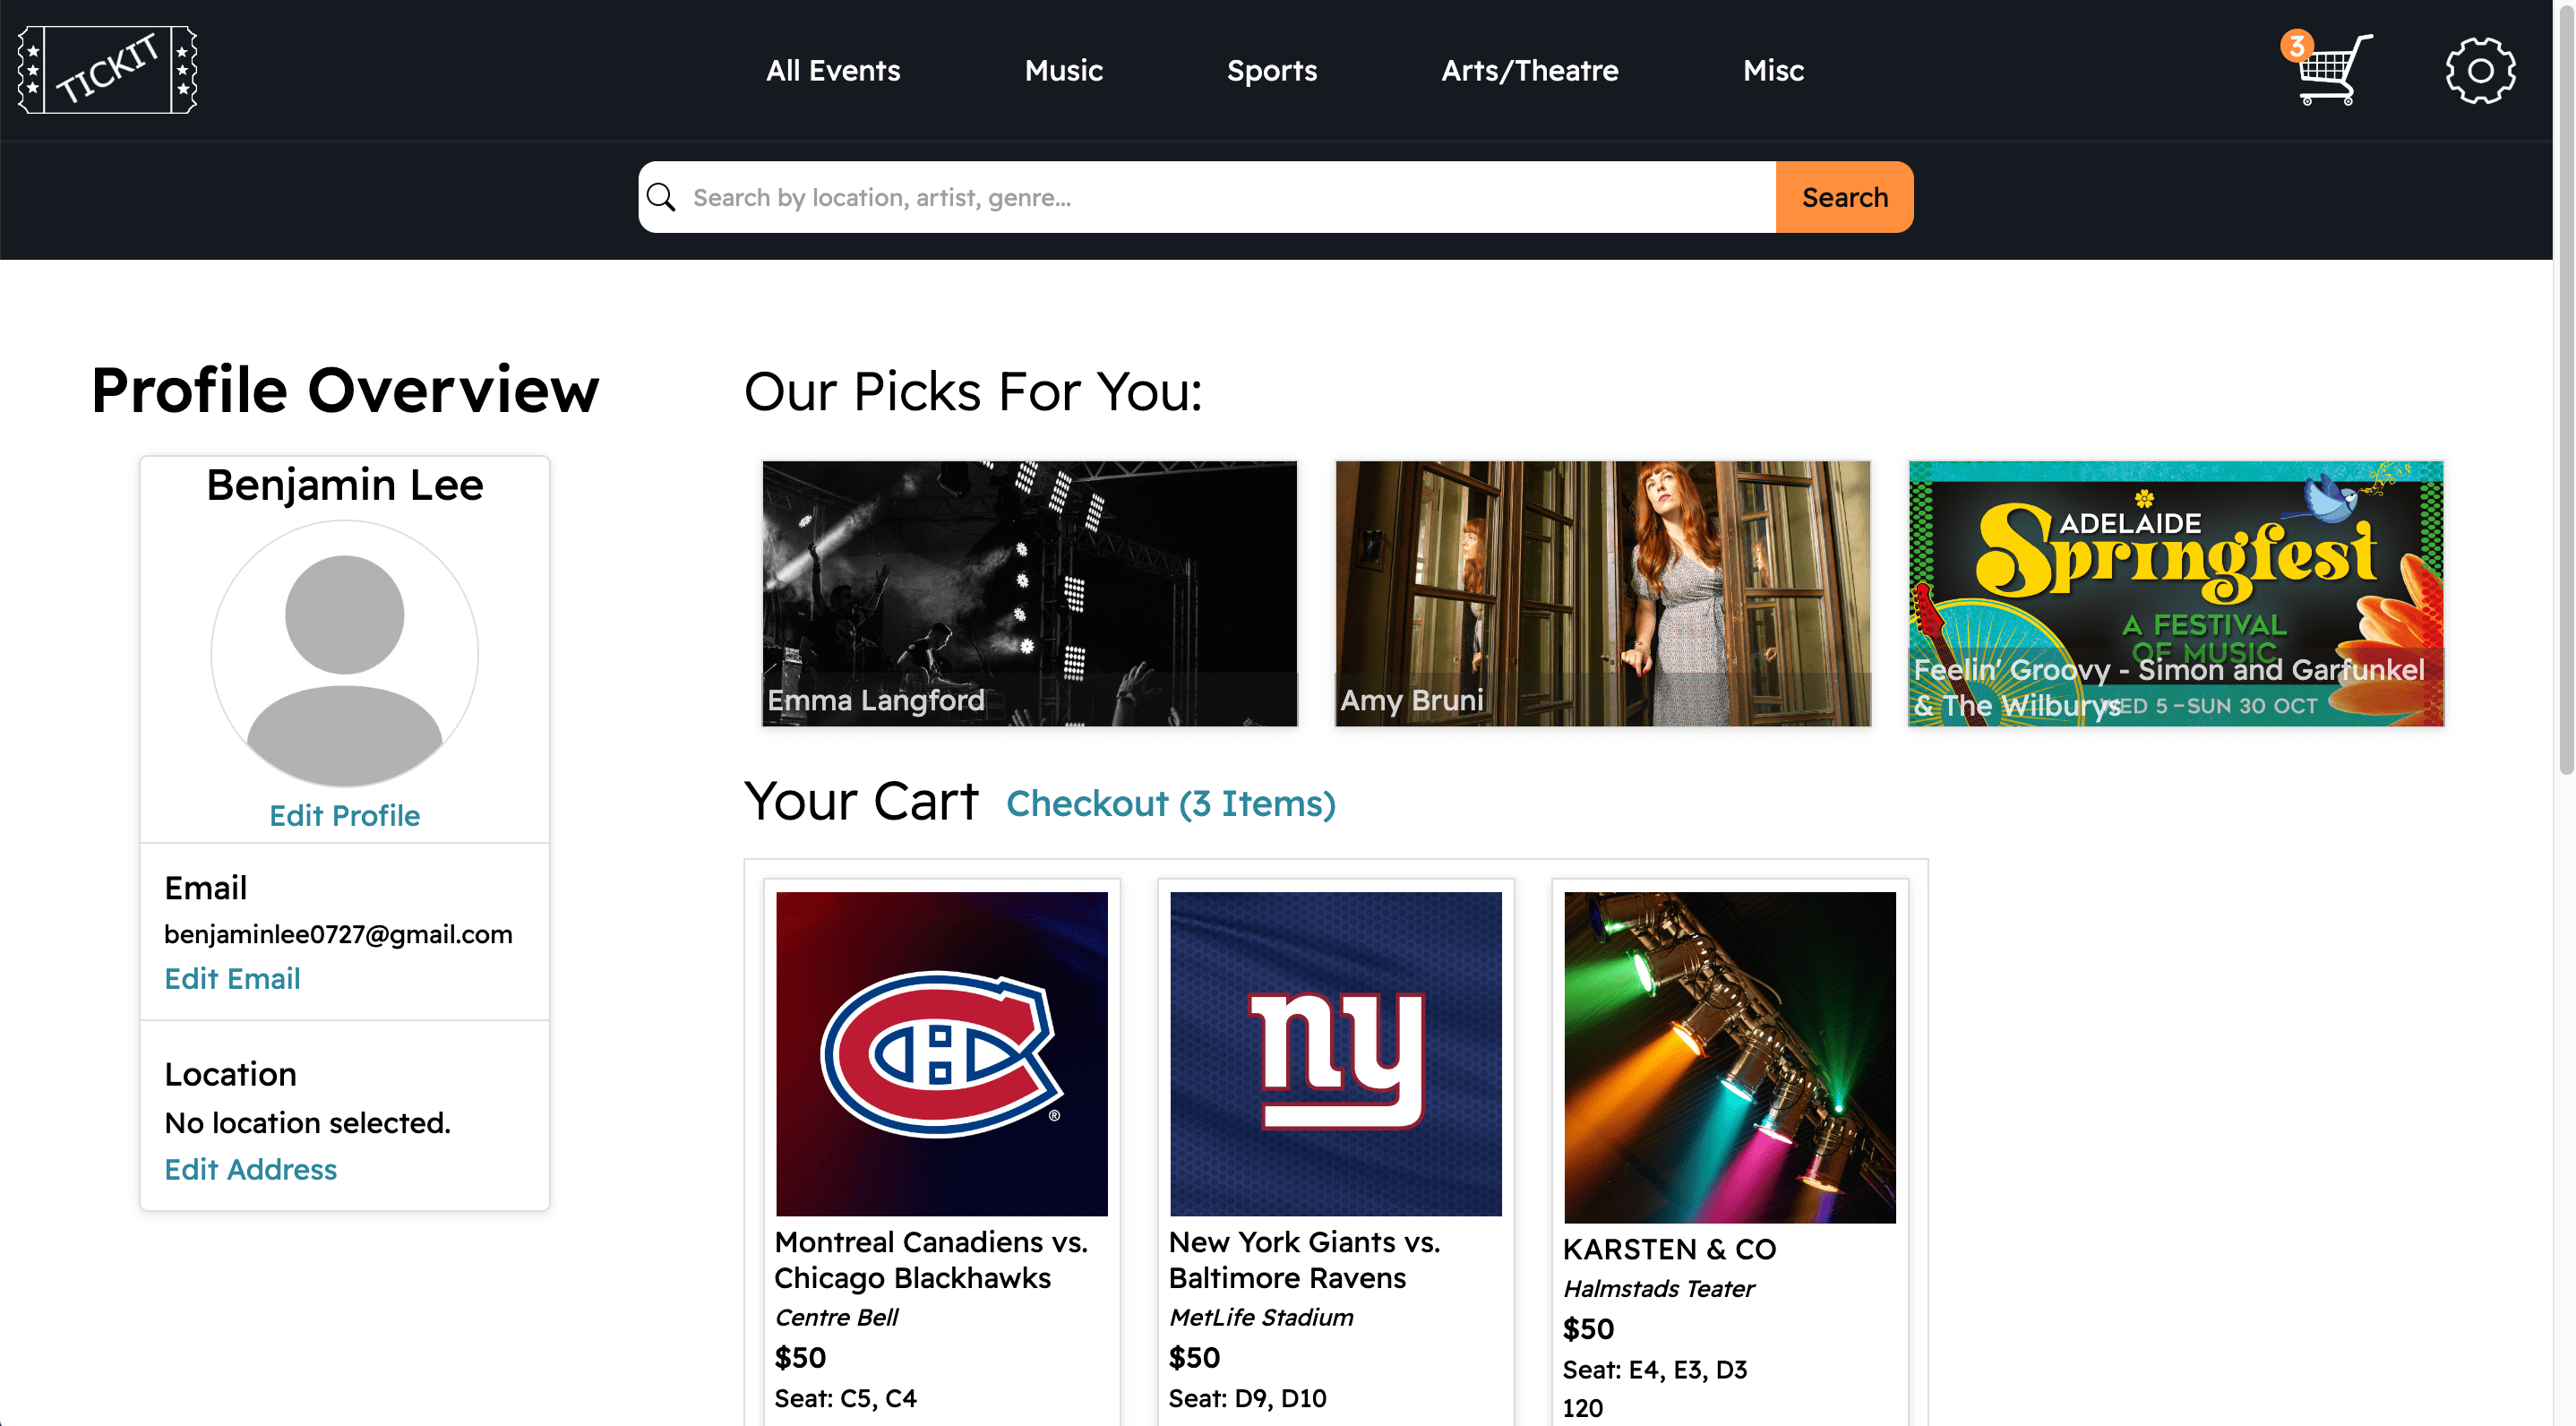 TICKIT
All Events
Music
Sports
Arts/Theatre
Misc
3
Search by location, artist, genre...
Search
Profile Overview
Benjamin Lee
Edit Profile
Email
benjaminlee0727@gmail.com
Edit Email
Location
No location selected.
Edit Address
Our Picks For You:
Emma Langford
Amy Bruni
ADELAIDE
Springfest
A FESTIVAL
OF MUSIC
Feelin' Groovy - Simon and Garfunkel
& The Wilburys
WED 5 - SUN 30 OCT
Your Cart
Checkout (3 Items)
ny
®
Montreal Canadiens vs.
Chicago Blackhawks
Centre Bell
$50
Seat: C5, C4
New York Giants vs.
Baltimore Ravens
MetLife Stadium
$50
Seat: D9, D10
KARSTEN & CO
Halmstads Teater
$50
Seat: E4, E3, D3
120